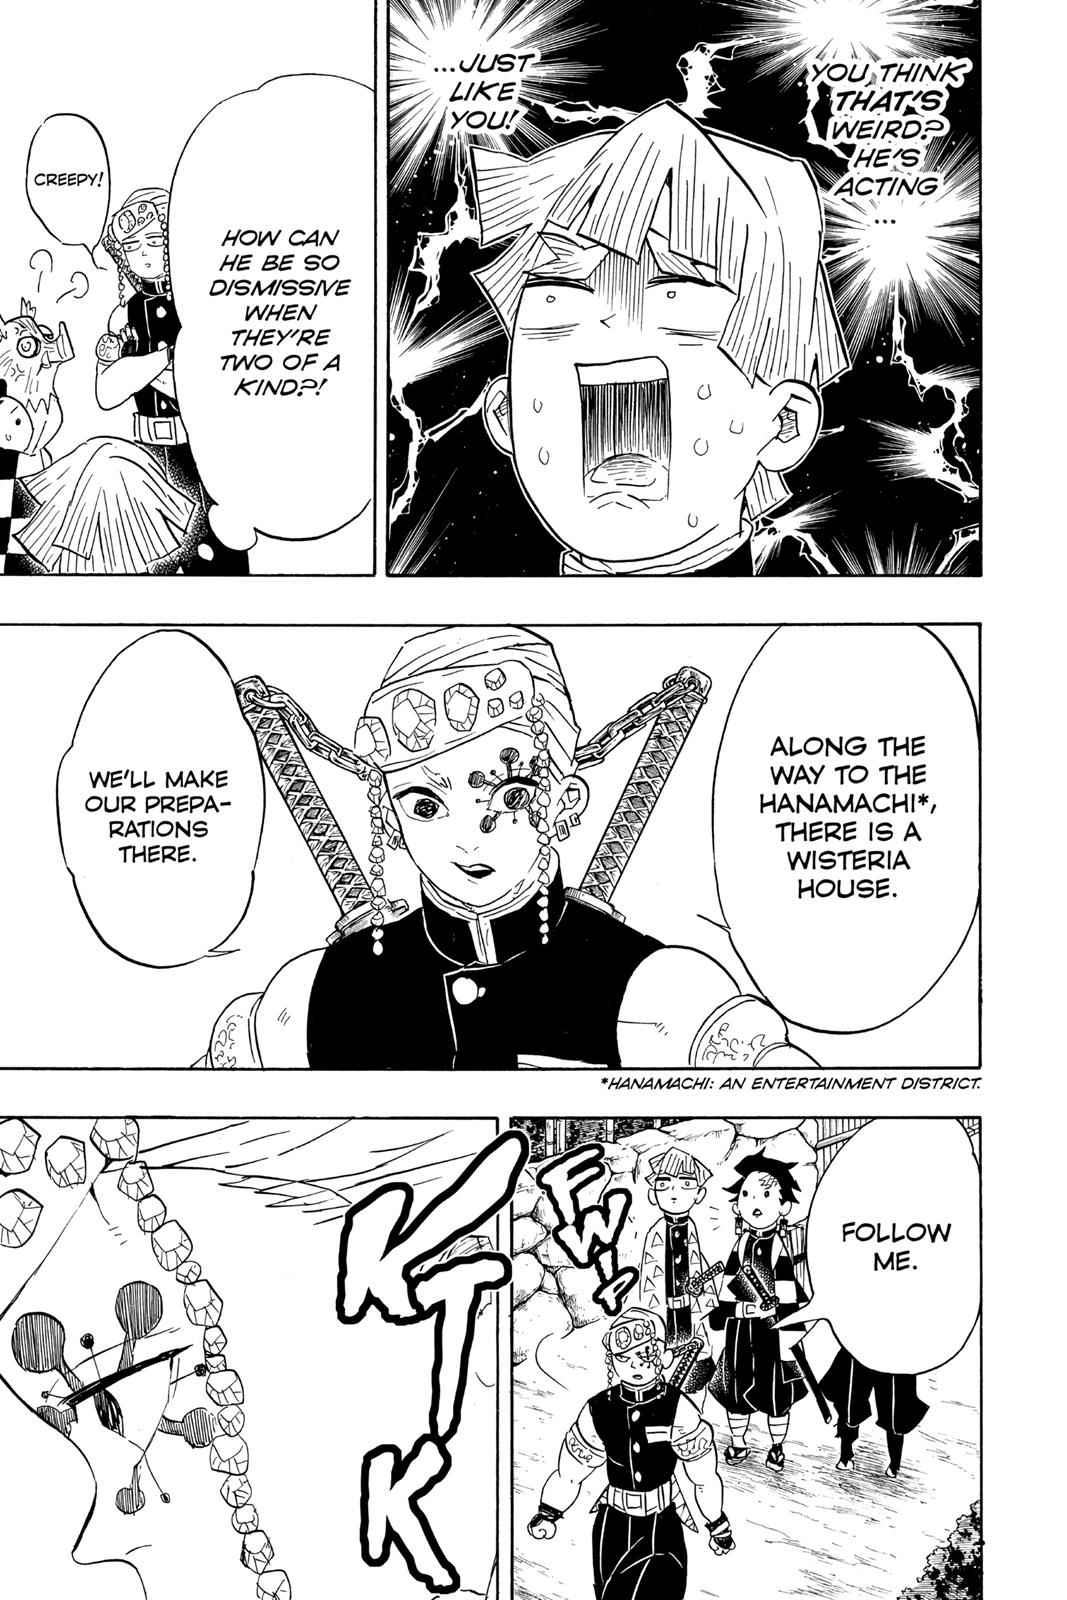 YOU THINK
THAT'S
WEIRD?
HE'S
ACTING
...
...JUST
LIKE
YOU!
HOW CAN
HE BE SO
DISMISSIVE
WHEN
THEY'RE
TWO OF A
KIND?!
CREEPY!
ALONG THE
WAY TO THE
HANAMACHI*,
THERE IS A
WISTERIA
HOUSE.
WE'LL MAKE
OUR PREPA-
RATIONS
THERE.
*HANAMACHI: AN ENTERTAINMENT DISTRICT.
FOLLOW
ME.
FWIP
KTK